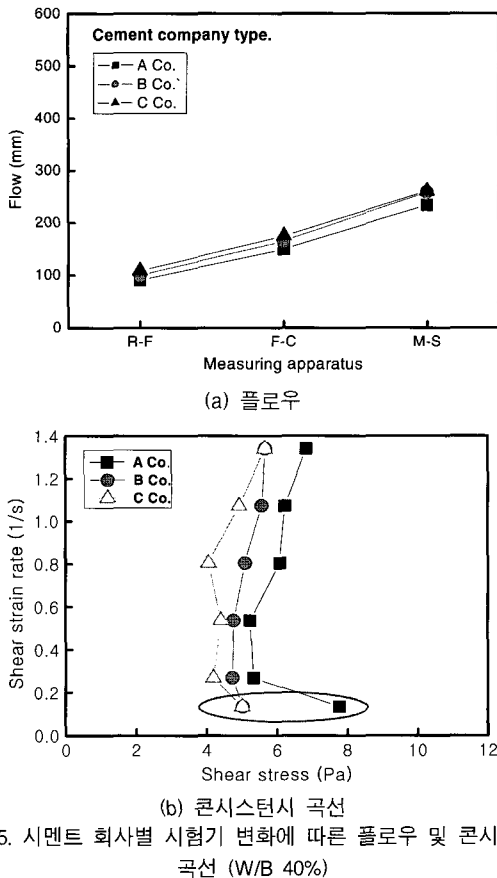 600
500
400
300
200
100
0
Flow (mm)
Cement company type.
A Co.
B Co.
C Co.
R-F
F-C
M-S
Measuring apparatus
(a) 플로우
1.4
1.2
1.0
0.8
0.6
0.4
0.2
0.0
Shear strain rate (1/s)
A Co.
B Co.
C Co.
0
2
4
6
8
10
12
Shear stress (Pa)
(b) 콘시스턴시 곡선
5. 시멘트 회사별 시험기 변화에 따른 플로우 및 콘시
곡선 (W/B 40%)